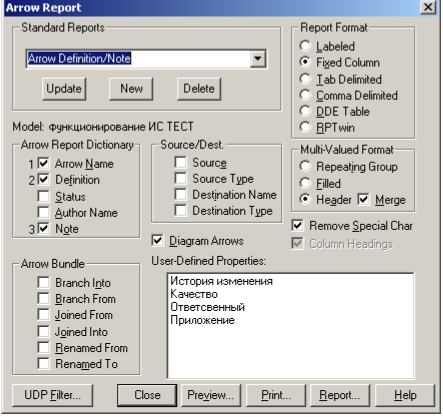 Arrow Report
Standard Reports
Arrow Definition/Note
Update New Delete
Model: функционирование ИС ТЕСТ
Arrow Report Dictionary
1 Arrow Name
2 Definition
Status
Author Name
3 Note
Source/Dest.
Source
Source Type
Destination Name
Destination Type
Diagram Arrows
Report Format
Labeled
Fixed Column
Tab Delimited
Comma Delimited
DDE Table
RPTwin
Multi-Valued Format
Repeating Group
Filled
Header Merge
Remove Special Char
Column Headings
Arrow Bundle
Branch Into
Branch From
Joined From
Joined Into
Renamed From
Renamed To
User-Defined Properties:
История изменения
Качество
Ответсвенный
Приложение
UDP Filter... Close Preview... Print... Report... Help